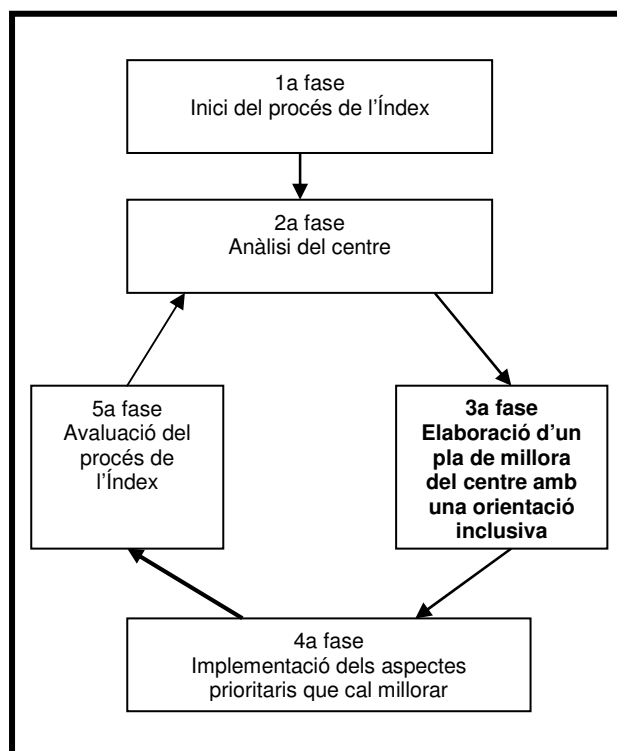 1a fase
Inici del procés de l’Índex
2a fase
Anàlisi del centre
5a fase
Avaluació del
procés de
l’Índex
3a fase
Elaboració d’un
pla de millora
del centre amb
una orientació
inclusiva
4a fase
Implementació dels aspectes
prioritaris que cal millorar